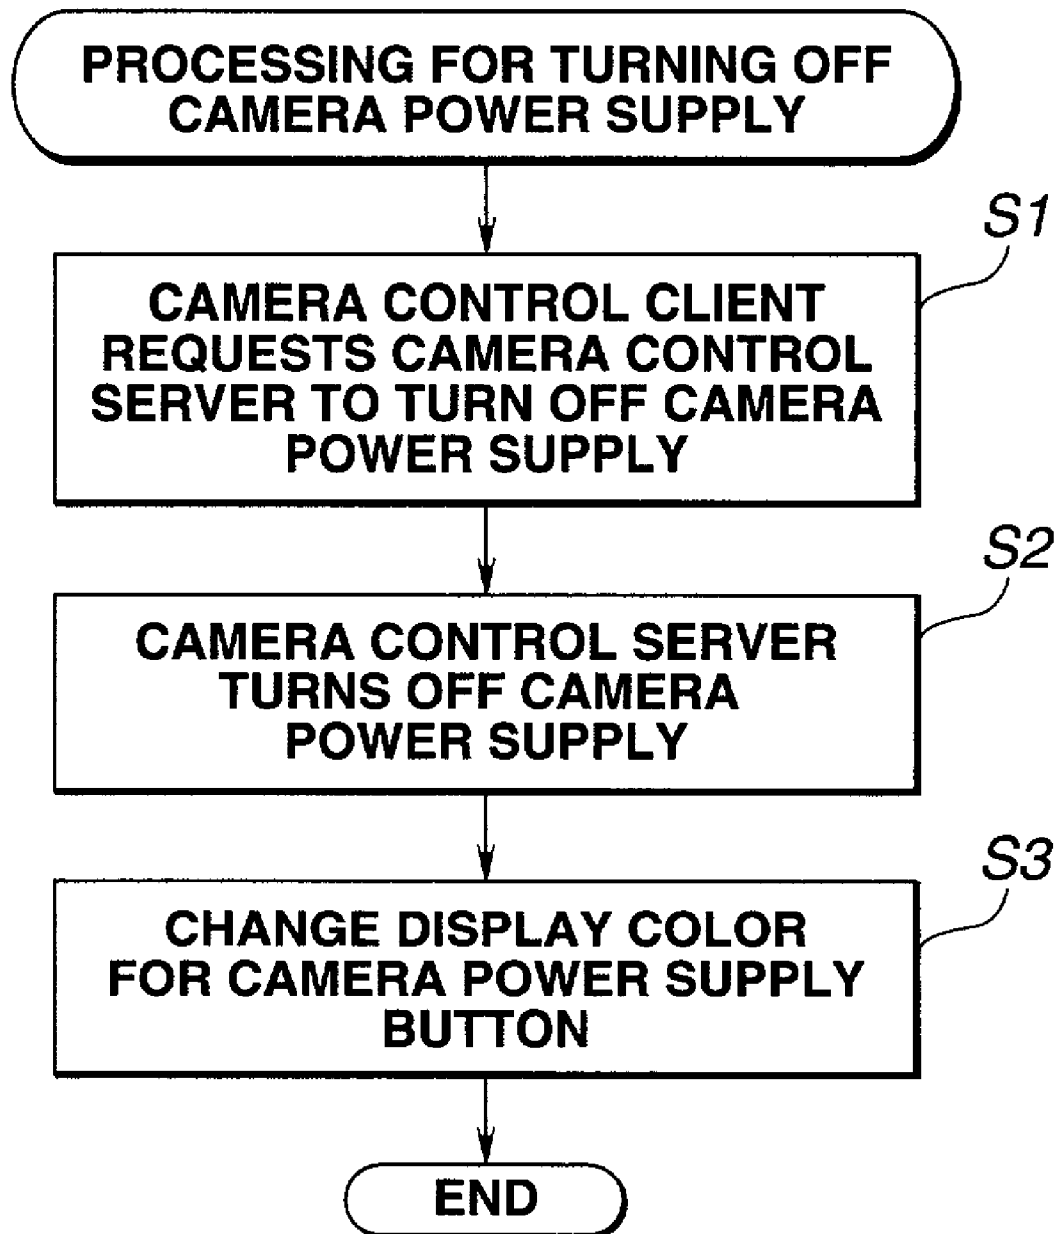 PROCESSING FOR TURNING OFF
CAMERA POWER SUPPLY
S1
CAMERA CONTROL CLIENT
REQUESTS CAMERA CONTROL
SERVER TO TURN OFF CAMERA
POWER SUPPLY
S2
CAMERA CONTROL SERVER
TURNS OFF CAMERA
POWER SUPPLY
S3
CHANGE DISPLAY COLOR
FOR CAMERA POWER SUPPLY
BUTTON
END